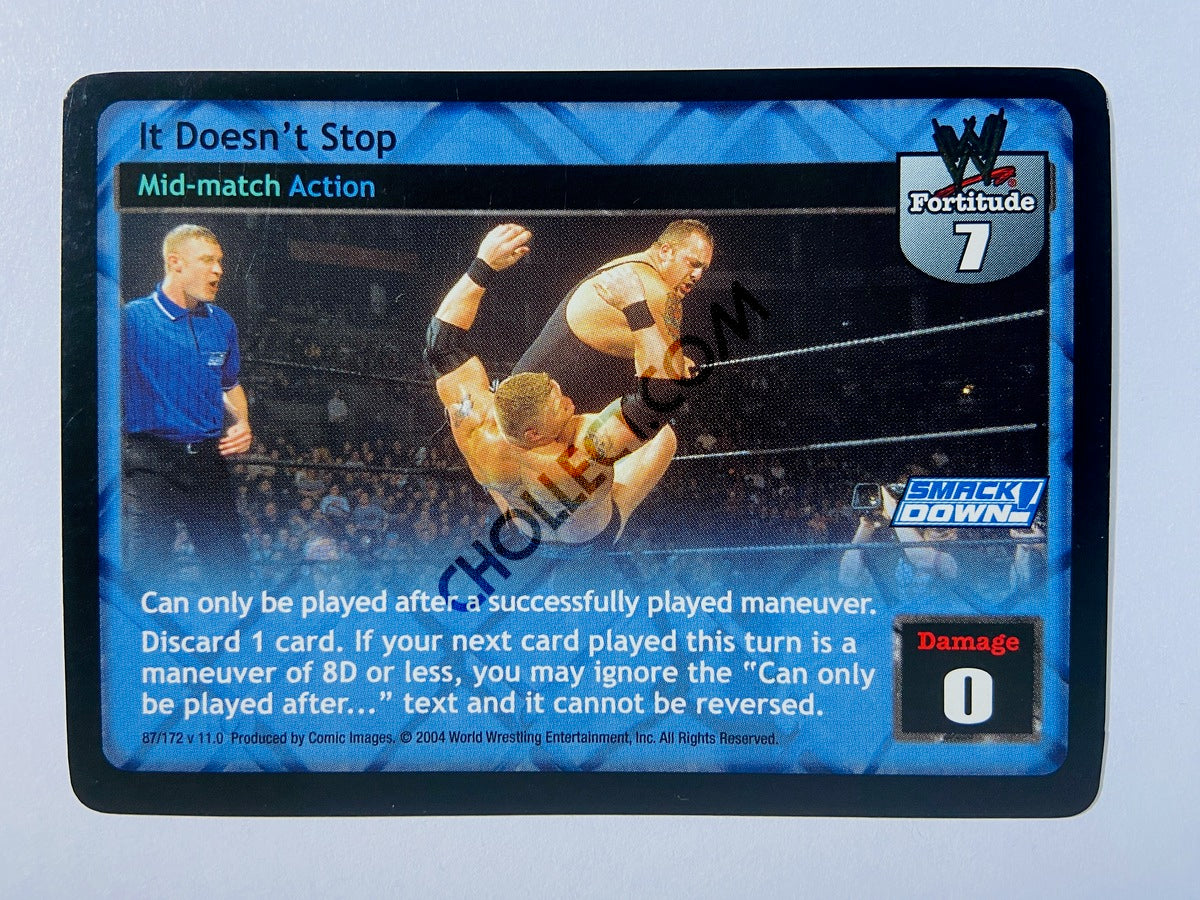 It Doesn't Stop
Mid-match Action
W
Fortitude
7
SMACK
DOWN!
CHOLLECT.COM
Can only be played after a successfully played maneuver.
Discard 1 card. If your next card played this turn is a
maneuver of 8D or less, you may ignore the "Can only
be played after..." text and it cannot be reversed.
Damage
0
87/172 v 11.0 Produced by Comic Images. © 2004 World Wrestling Entertainment, Inc. All Rights Reserved.